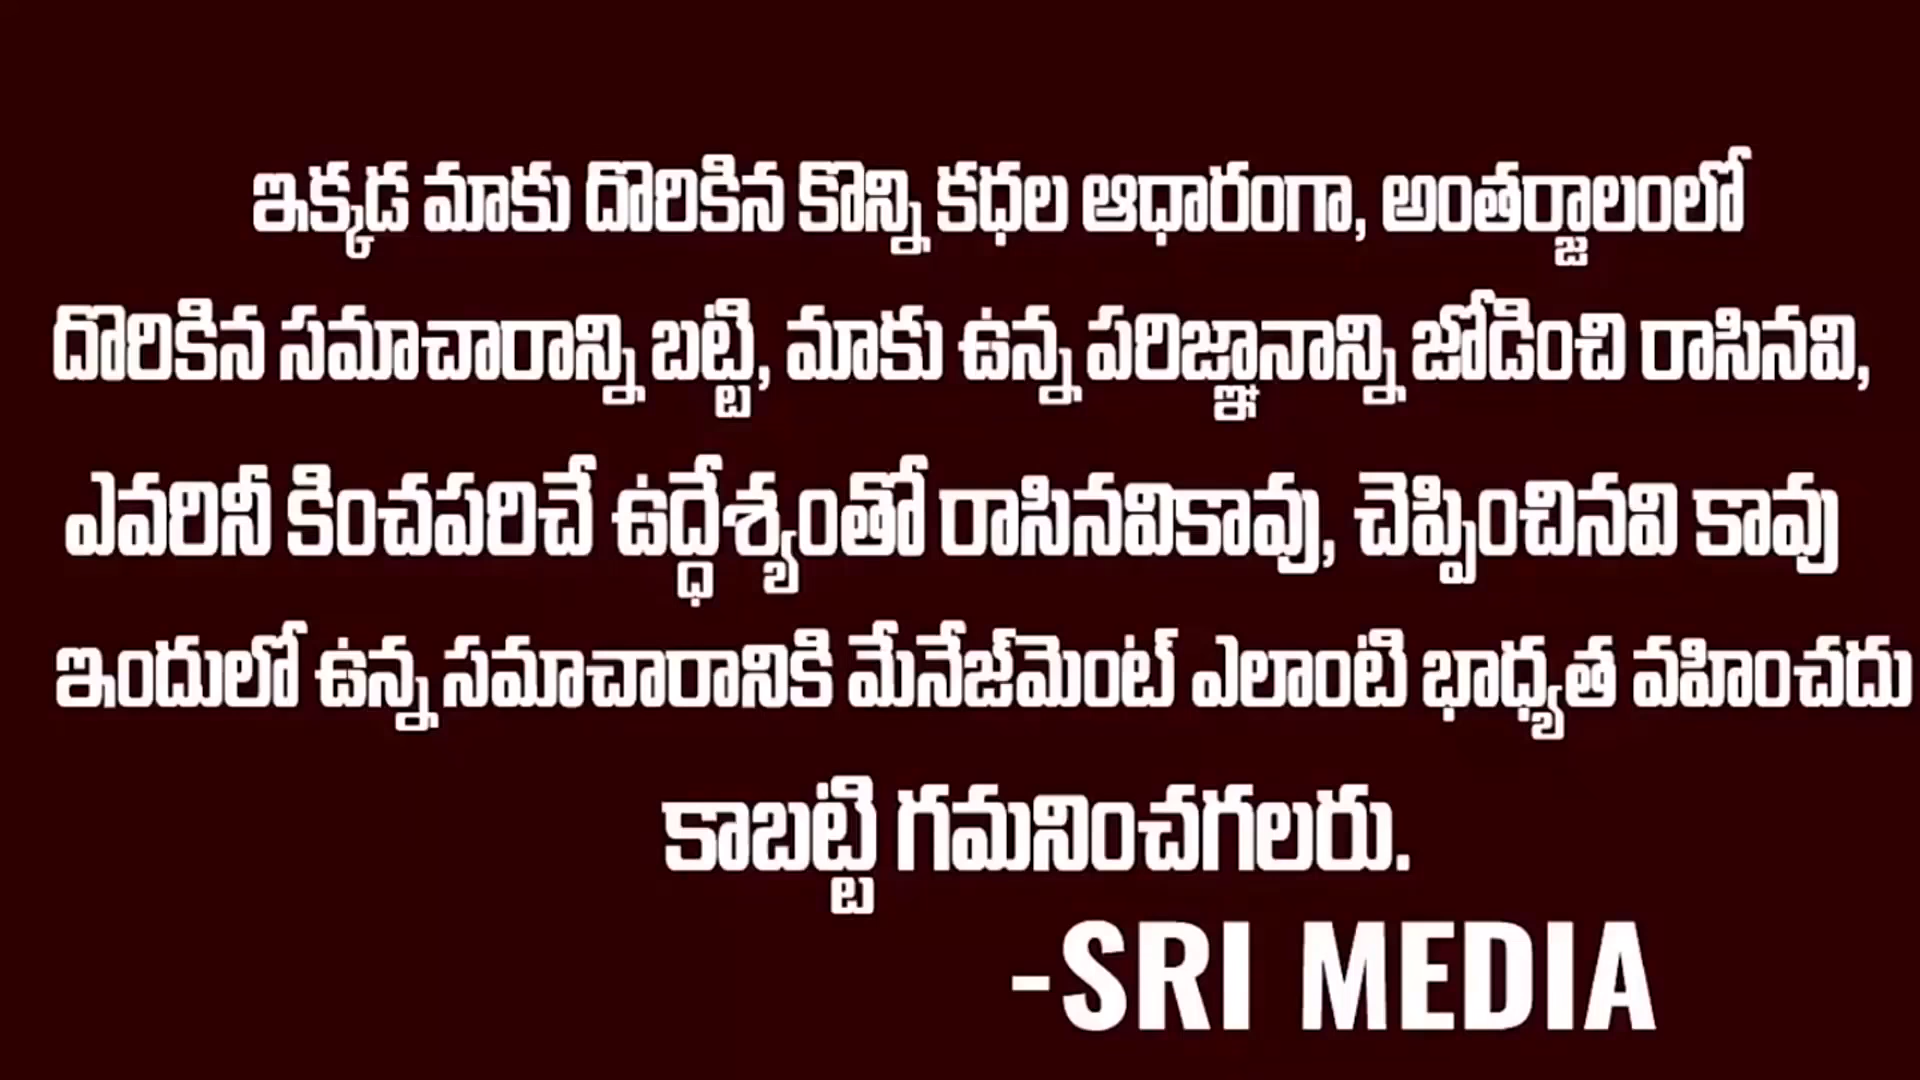 ఇక్కడ మాకు దొరికిన కొన్ని కధల ఆధారంగా, అంతర్జాలంలో
దొరికిన సమాచారాన్ని బట్టి, మాకు ఉన్న పరిజ్ఞానాన్ని జోడించి రాసినవి,
ఎవరినీ కించపరిచే ఉద్ధేశ్యంతో రాసినవికావు, చెప్పించినవి కావు
ఇందులో ఉన్న సమాచారానికి మేనేజ్‌మెంట్ ఎలాంటి భాధ్యత వహించదు
కాబట్టి గమనించగలరు.
-SRI MEDIA